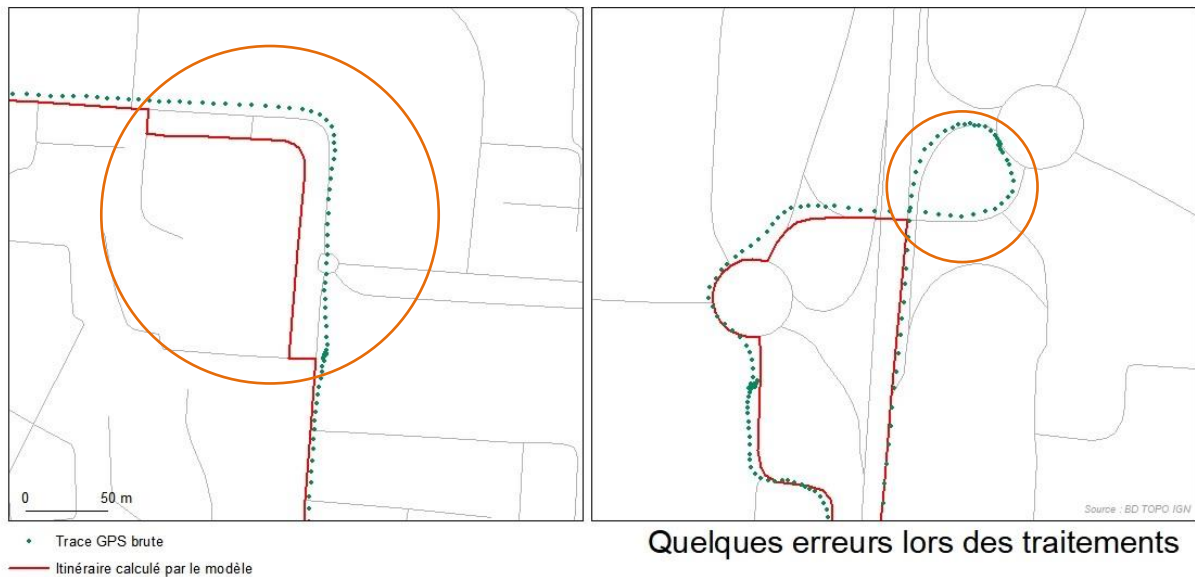 0 50 m
Source : BD TOPO IGN
Trace GPS brute
Itinéraire calculé par le modèle
Quelques erreurs lors des traitements